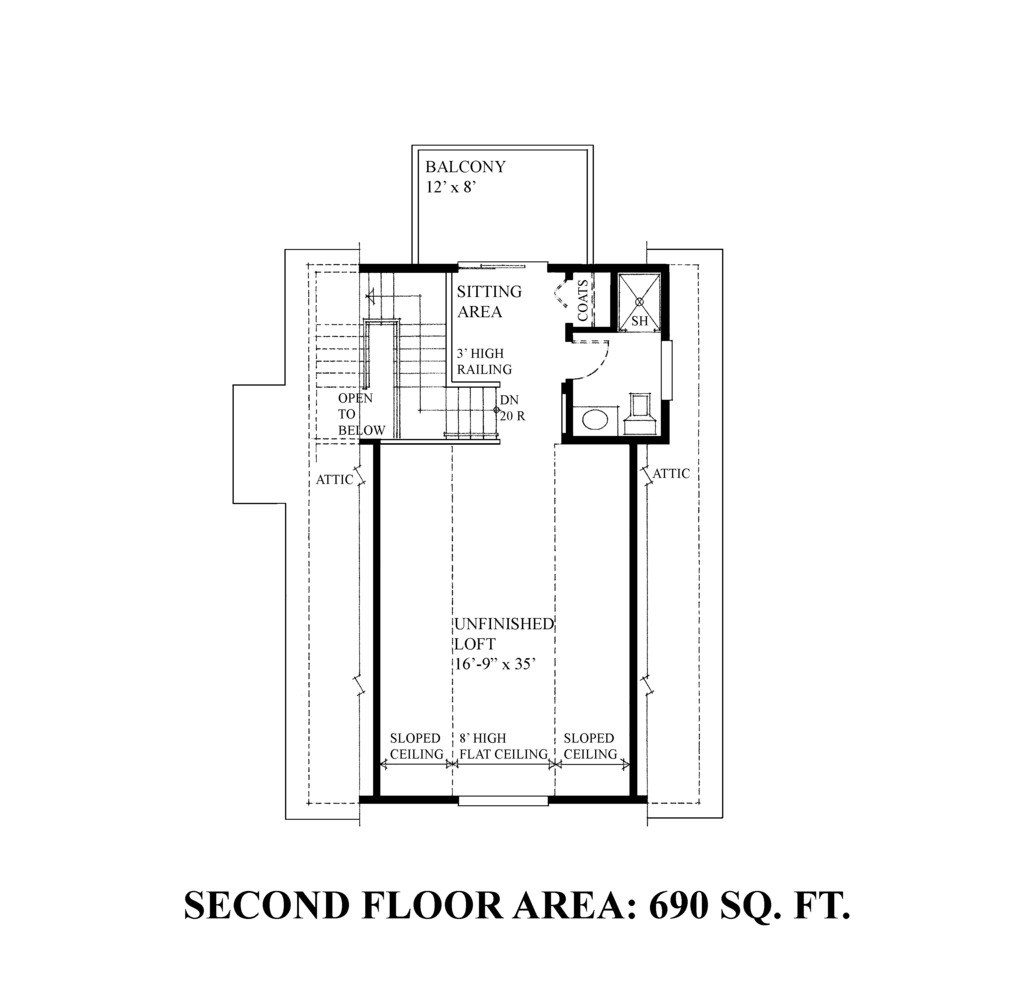 BALCONY
12’ x 8’
SITTING
AREA
COATS
SH
3’ HIGH
RAILING
OPEN
TO
BELOW
DN
20 R
ATTIC
ATTIC
UNFINISHED
LOFT
16’-9” x 35’
SLOPED
CEILING
8’ HIGH
FLAT CEILING
SLOPED
CEILING
SECOND FLOOR AREA: 690 SQ. FT.